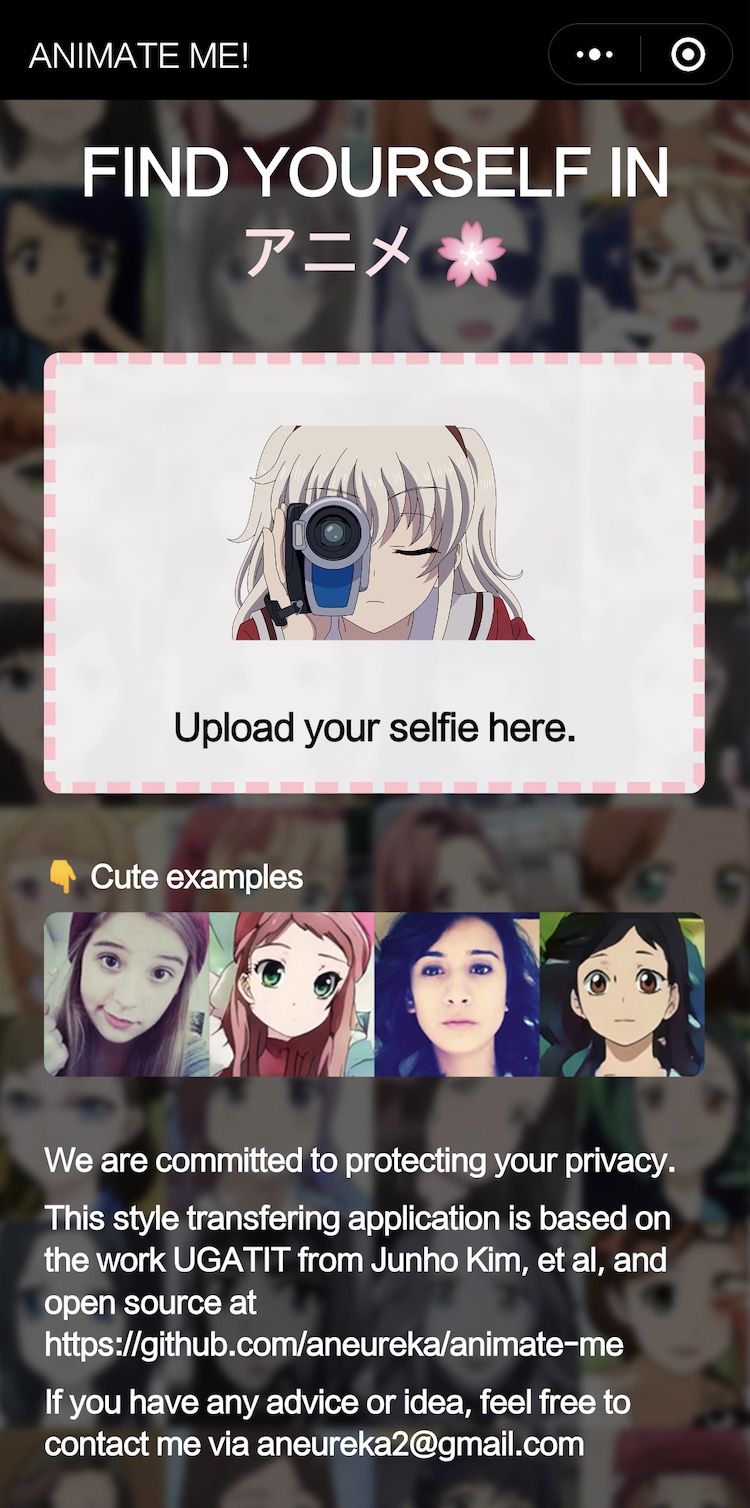 ANIMATE ME!
FIND YOURSELF IN
アニメ 🌸
Upload your selfie here.
👇 Cute examples
We are committed to protecting your privacy.
This style transfering application is based on
the work UGATIT from Junho Kim, et al, and
open source at
https://github.com/aneureka/animate-me
If you have any advice or idea, feel free to
contact me via aneureka2@gmail.com